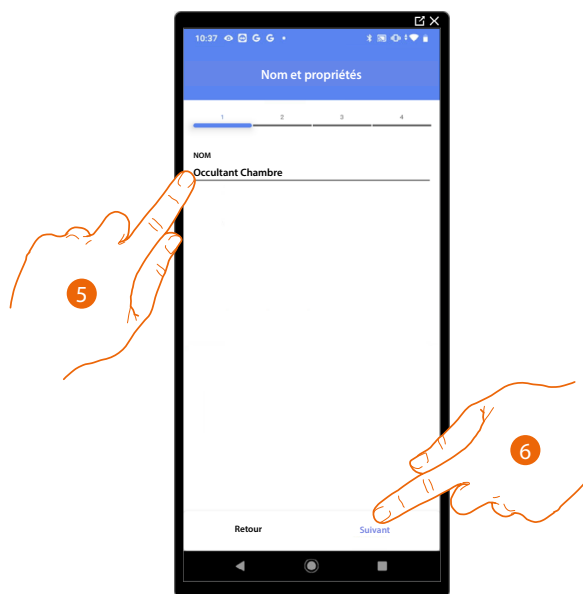 10:37 G G
Nom et propriétés
1 2 3 4
NOM
Occultant Chambre
5
6
Retour Suivant